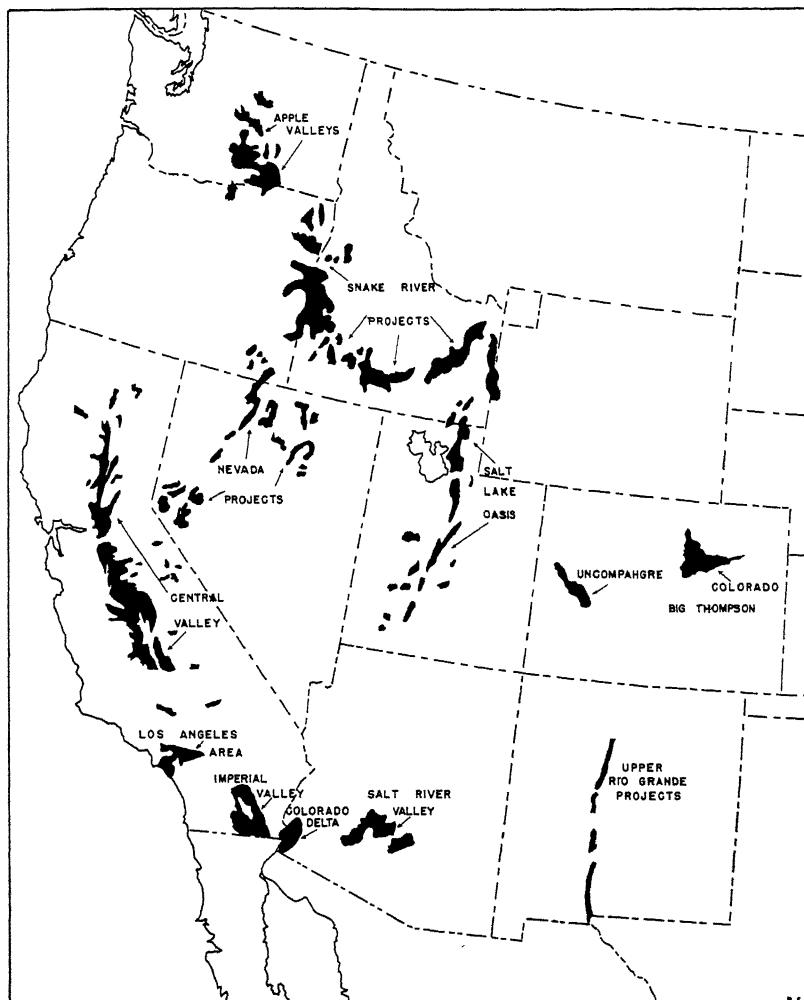 APPLE
VALLEYS
SNAKE RIVER
PROJECTS
NEVADA
PROJECTS
SALT
LAKE
OASIS
UNCOMPAHGRE
COLORADO
BIG THOMPSON
CENTRAL
VALLEY
LOS ANGELES
AREA
IMPERIAL
VALLEY
COLORADO
DELTA
SALT RIVER
VALLEY
UPPER
RIO GRANDE
PROJECTS